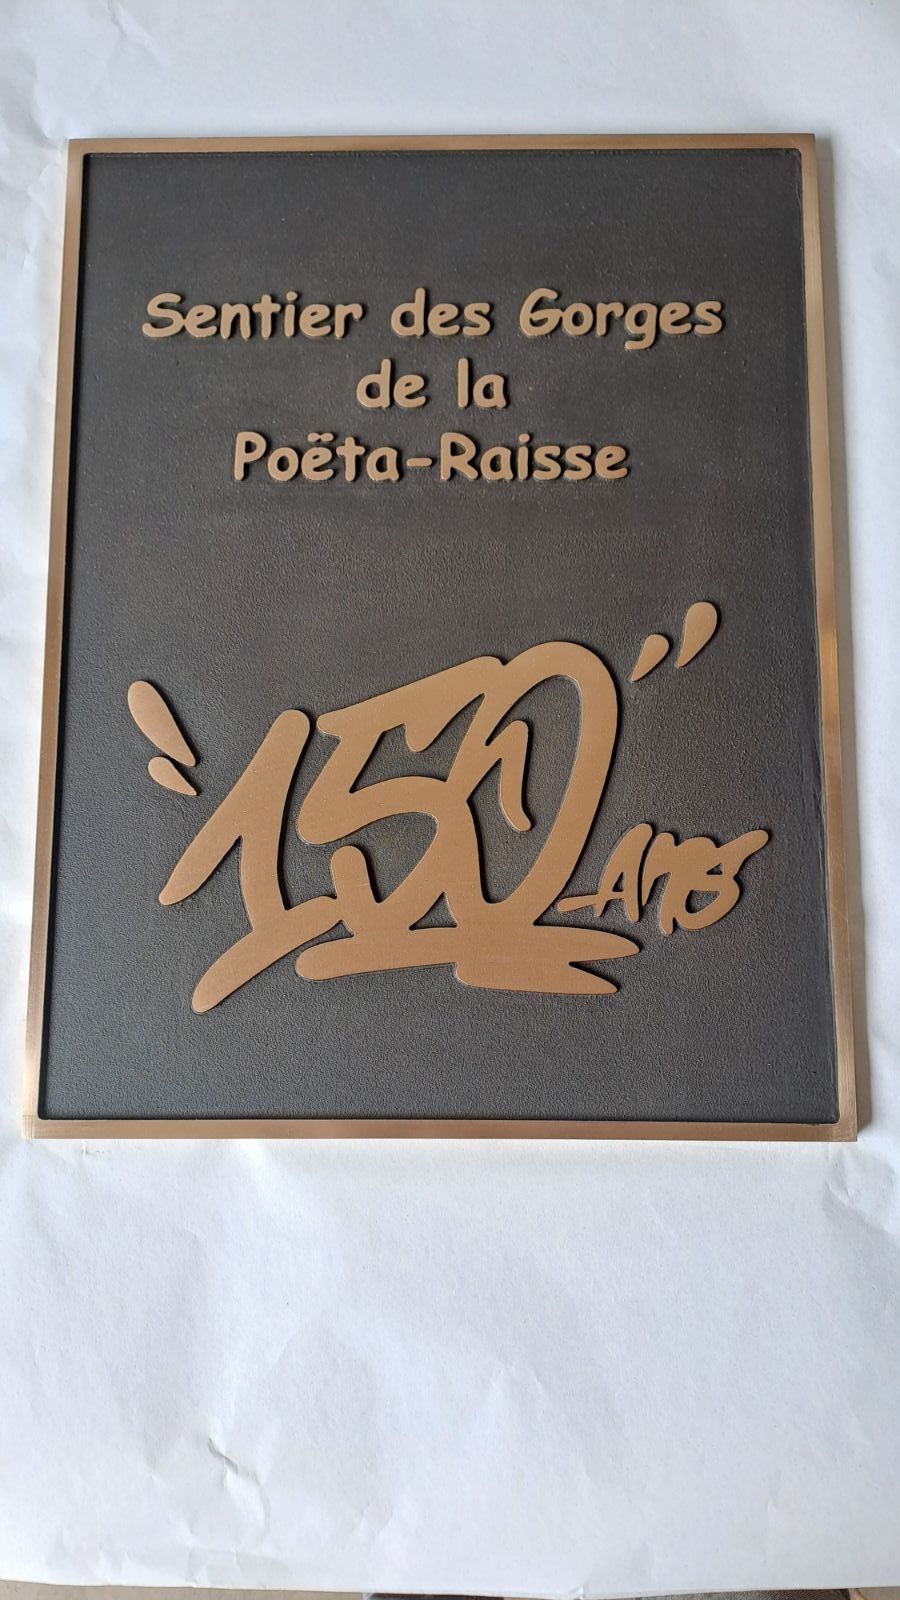 Sentier des Gorges
de la
Poëta-Raisse
150 ANS